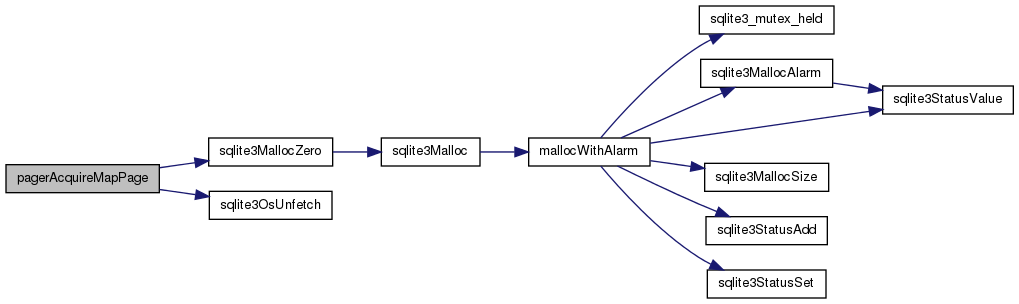 sqlite3_mutex_held
sqlite3MallocAlarm
sqlite3StatusValue
sqlite3MallocZero
sqlite3Malloc
mallocWithAlarm
pagerAcquireMapPage
sqlite3MallocSize
sqlite3OsUnfetch
sqlite3StatusAdd
sqlite3StatusSet